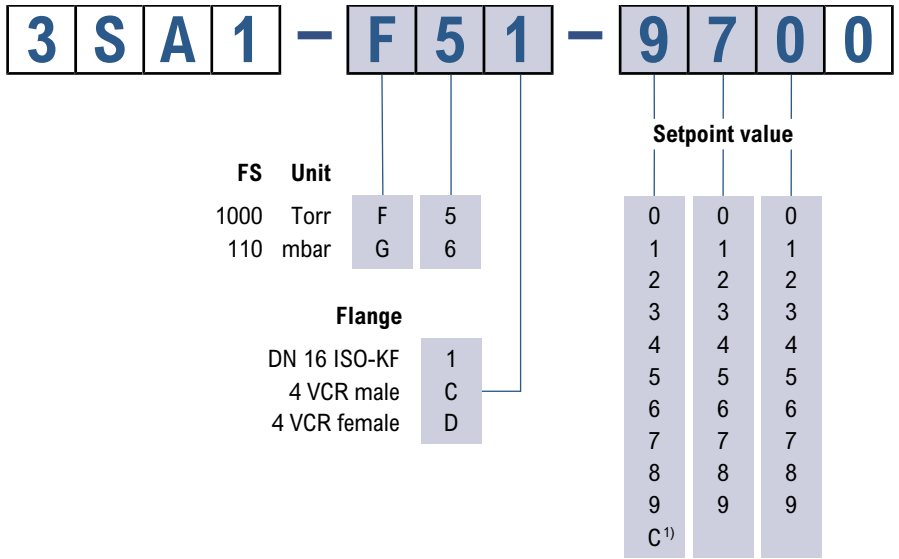 3SA1-F51-9700
Setpoint value
FS Unit
1000 Torr F 5
110 mbar G 6
Flange
DN 16 ISO-KF 1
4 VCR male C
4 VCR female D
0 0 0
1 1 1
2 2 2
3 3 3
4 4 4
5 5 5
6 6 6
7 7 7
8 8 8
9 9 9
C 1)